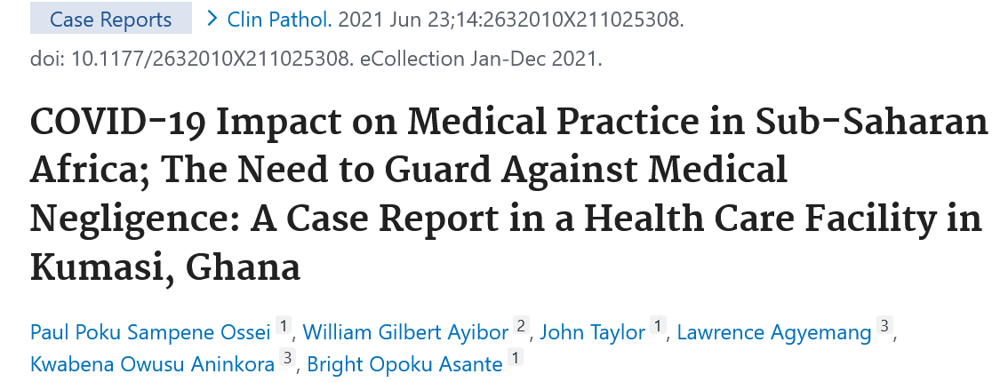 Case Reports > Clin Pathol. 2021 Jun 23;14:2632010X211025308.
doi: 10.1177/2632010X211025308. eCollection Jan-Dec 2021.
COVID-19 Impact on Medical Practice in Sub-Saharan
Africa; The Need to Guard Against Medical
Negligence: A Case Report in a Health Care Facility in
Kumasi, Ghana
Paul Poku Sampene Ossei 1, William Gilbert Ayibor 2, John Taylor 1, Lawrence Agyemang 3,
Kwabena Owusu Aninkora 3, Bright Opoku Asante 1